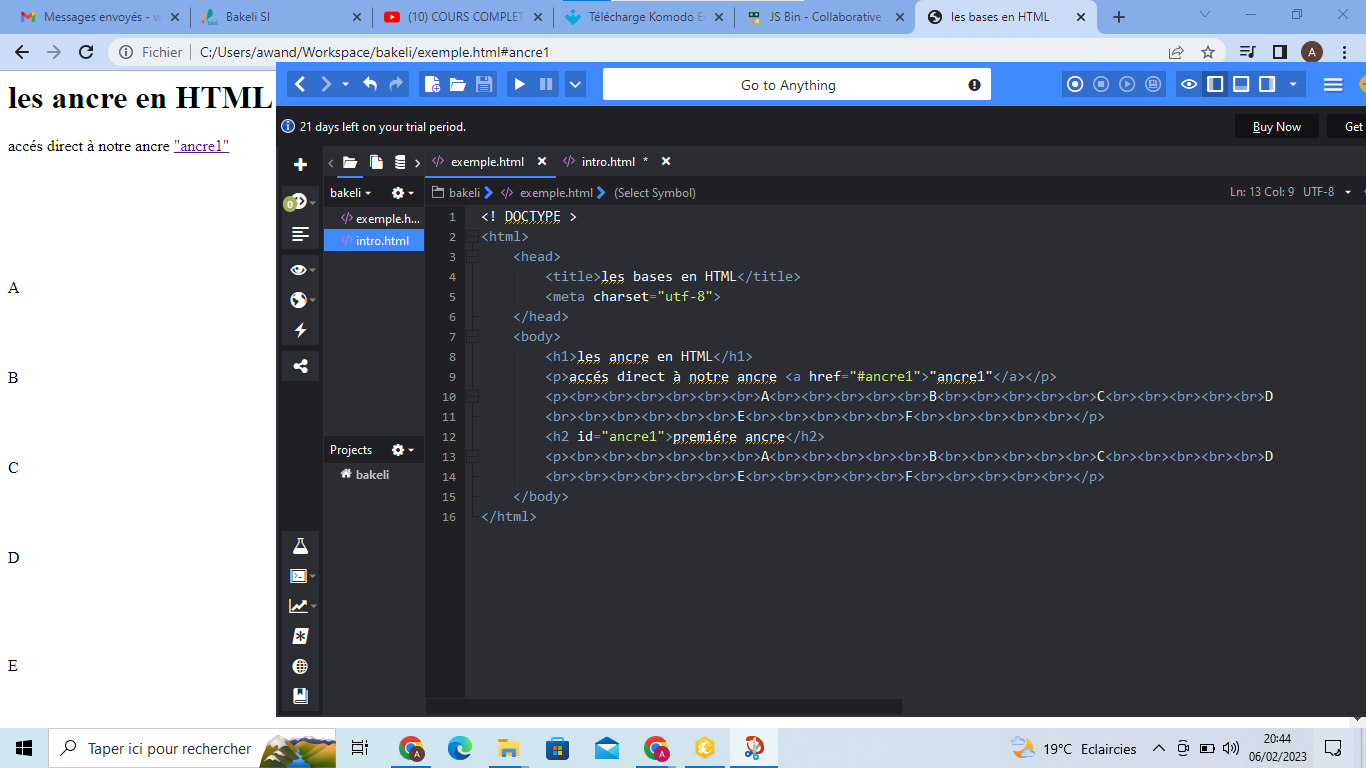 Messages envoyés - w
Bakeli SI
(10) COURS COMPLET
Télécharge Komodo E
JS Bin - Collaborative
les bases en HTML
Fichier C:/Users/awand/Workspace/bakeli/exemple.html#ancre1
A
les ancre en HTML
accés direct à notre ancre "ancre1"
A
B
C
D
E
Go to Anything
21 days left on your trial period.
Buy Now
Get
exemple.html
intro.html *
bakeli
bakeli exemple.html (Select Symbol)
Ln: 13 Col: 9 UTF-8
0
exemple.h...
intro.html
Projects
bakeli
1 <! DOCTYPE >
2 <html>
3 <head>
4 <title>les bases en HTML</title>
5 <meta charset="utf-8">
6 </head>
7 <body>
8 <h1>les ancre en HTML</h1>
9 <p>accés direct à notre ancre <a href="#ancre1">"ancre1"</a></p>
10 <p><br><br><br><br><br><br>A<br><br><br><br><br>B<br><br><br><br><br>C<br><br><br><br><br>D
11 <br><br><br><br><br><br>E<br><br><br><br><br>F<br><br><br><br><br></p>
12 <h2 id="ancre1">premiére ancre</h2>
13 <p><br><br><br><br><br><br>A<br><br><br><br><br>B<br><br><br><br><br>C<br><br><br><br><br>D
14 <br><br><br><br><br><br>E<br><br><br><br><br>F<br><br><br><br><br></p>
15 </body>
16 </html>
Taper ici pour rechercher
19°C Eclaircies
20:44
06/02/2023